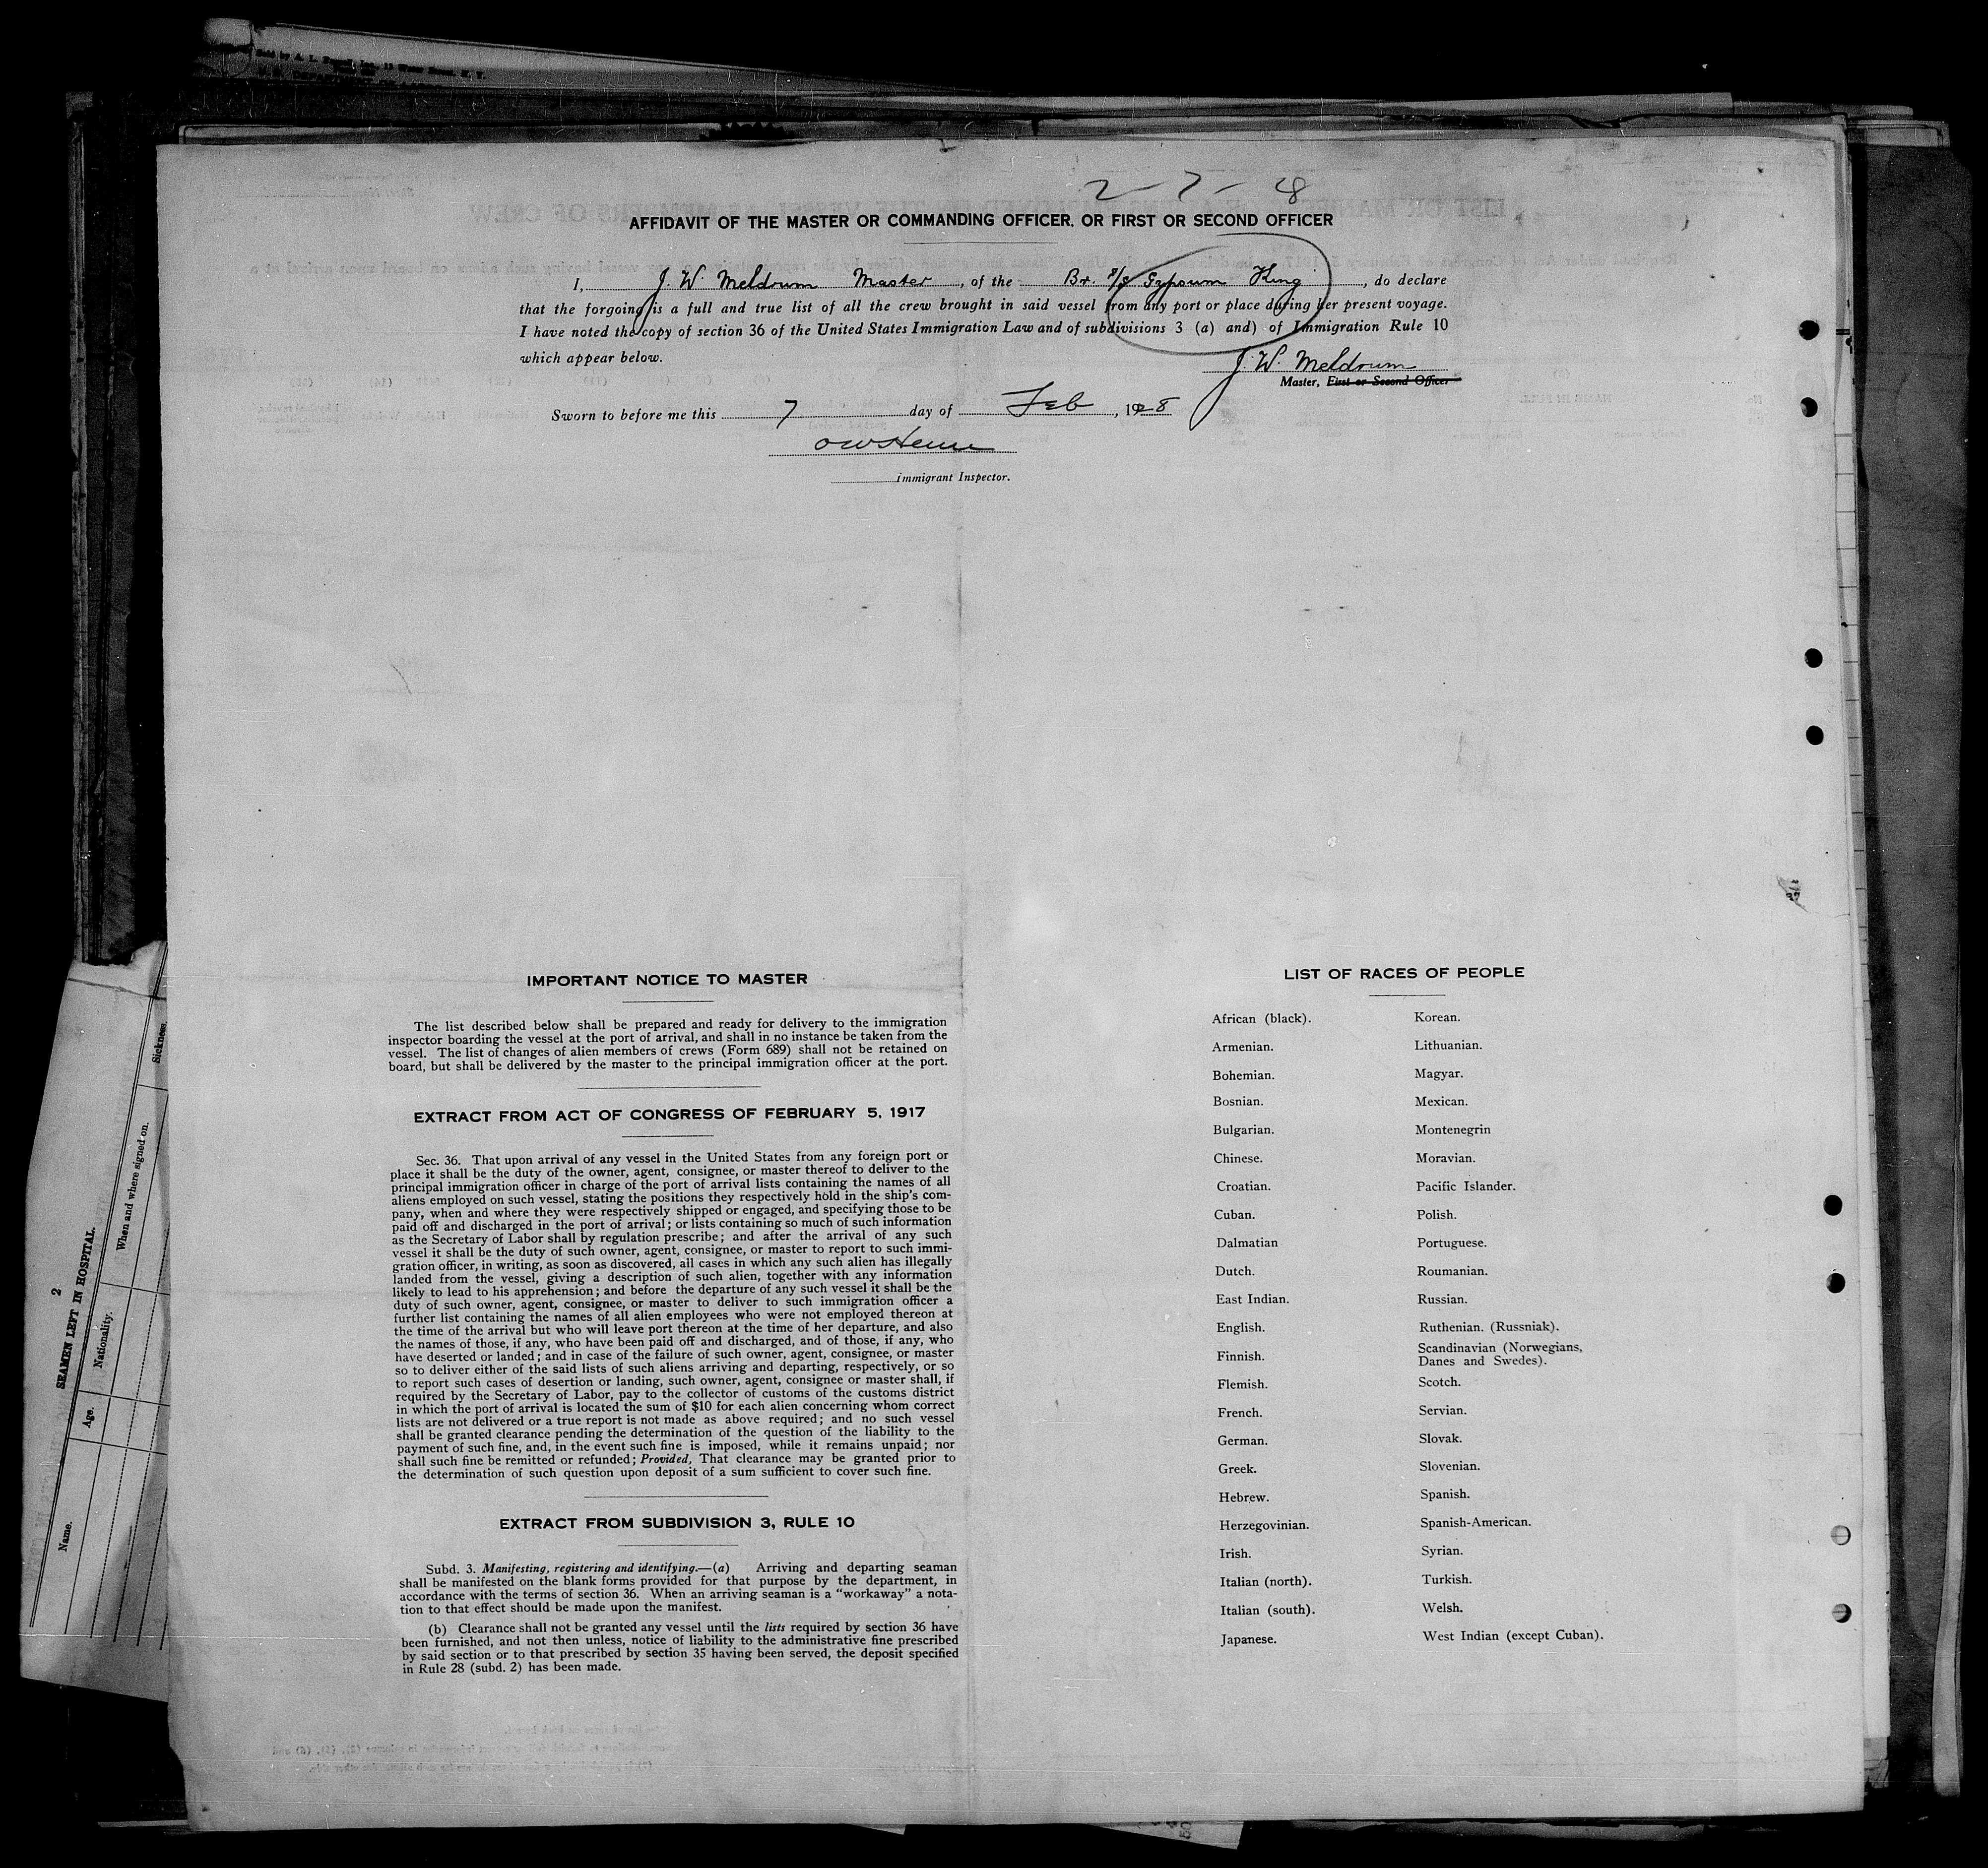 2-7-28
AFFIDAVIT OF THE MASTER OR COMMANDING OFFICER, OR FIRST OR SECOND OFFICER
I, J. W. Meldrum Master, of the Br. S/S Gypsum King, do declare
that the forgoing is a full and true list of all the crew brought in said vessel from any port or place during her present voyage.
I have noted the copy of section 36 of the United States Immigration Law and of subdivisions 3 (a) and) of Immigration Rule 10
which appear below.
J. W. Meldrum
Master, First or Second Officer
Sworn to before me this 7 day of Feb, 1928
immigrant Inspector.
IMPORTANT NOTICE TO MASTER
The list described below shall be prepared and ready for delivery to the immigration
inspector boarding the vessel at the port of arrival, and shall in no instance be taken from the
vessel. The list of changes of alien members of crews (Form 689) shall not be retained on
board, but shall be delivered by the master to the principal immigration officer at the port.
EXTRACT FROM ACT OF CONGRESS OF FEBRUARY 5, 1917
Sec. 36. That upon arrival of any vessel in the United States from any foreign port or
place it shall be the duty of the owner, agent, consignee, or master thereof to deliver to the
principal immigration officer in charge of the port of arrival lists containing the names of all
aliens employed on such vessel, stating the positions they respectively hold in the ship's com-
pany, when and where they were respectively shipped or engaged, and specifying those to be
paid off and discharged in the port of arrival; or lists containing so much of such information
as the Secretary of Labor shall by regulation prescribe; and after the arrival of any such
vessel it shall be the duty of such owner, agent, consignee, or master to report to such immi-
gration officer, in writing, as soon as discovered, all cases in which any such alien has illegally
landed from the vessel, giving a description of such alien, together with any information
likely to lead to his apprehension; and before the departure of any such vessel it shall be the
duty of such owner, agent, consignee, or master to deliver to such immigration officer a
further list containing the names of all alien employees who were not employed thereon at
the time of the arrival but who will leave port thereon at the time of her departure, and also
the names of those, if any, who have been paid off and discharged, and of those, if any, who
have deserted or landed; and in case of the failure of such owner, agent, consignee, or master
so to deliver either of the said lists of such aliens arriving and departing, respectively, or so
to report such cases of desertion or landing, such owner, agent, consignee or master shall, if
required by the Secretary of Labor, pay to the collector of customs of the customs district
in which the port of arrival is located the sum of $10 for each alien concerning whom correct
lists are not delivered or a true report is not made as above required; and no such vessel
shall be granted clearance pending the determination of the question of the liability to the
payment of such fine, and, in the event such fine is imposed, while it remains unpaid; nor
shall such fine be remitted or refunded; Provided, That clearance may be granted prior to
the determination of such question upon deposit of a sum sufficient to cover such fine.
EXTRACT FROM SUBDIVISION 3, RULE 10
Subd. 3. Manifesting, registering and identifying.—(a) Arriving and departing seaman
shall be manifested on the blank forms provided for that purpose by the department, in
accordance with the terms of section 36. When an arriving seaman is a "workaway" a nota-
tion to that effect should be made upon the manifest.
(b) Clearance shall not be granted any vessel until the lists required by section 36 have
been furnished, and not then unless, notice of liability to the administrative fine prescribed
by said section or to that prescribed by section 35 having been served, the deposit specified
in Rule 28 (subd. 2) has been made.
LIST OF RACES OF PEOPLE
African (black). Korean.
Armenian. Lithuanian.
Bohemian. Magyar.
Bosnian. Mexican.
Bulgarian. Montenegrin
Chinese. Moravian.
Croatian. Pacific Islander.
Cuban. Polish.
Dalmatian Portuguese.
Dutch. Roumanian.
East Indian. Russian.
English. Ruthenian. (Russniak).
Finnish. Scandinavian (Norwegians,
Danes and Swedes).
Flemish. Scotch.
French. Servian.
German. Slovak.
Greek. Slovenian.
Hebrew. Spanish.
Herzegovinian. Spanish-American.
Irish. Syrian.
Italian (north). Turkish.
Italian (south). Welsh.
Japanese. West Indian (except Cuban).
2
SEAMEN LEFT IN HOSPITAL.
Name. Age. Nationality. When and where signed on. Sickness